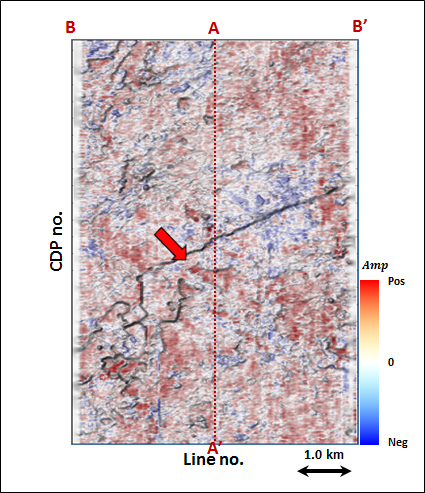 B
A
B’
CDP no.
Amp
Pos
0
Neg
A’
Line no.
1.0 km